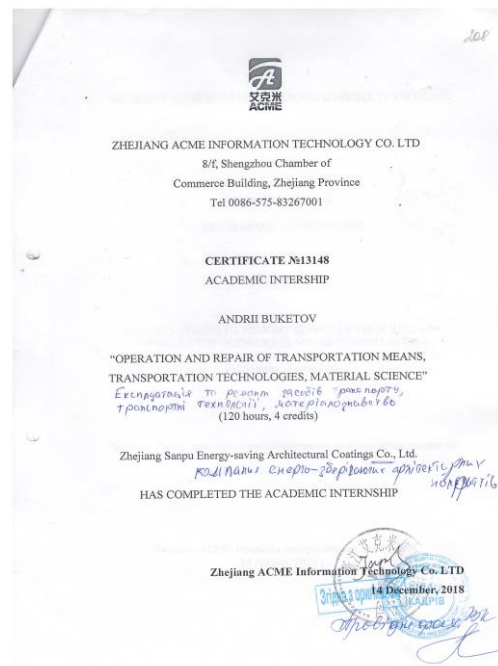 208
艾克米
ACME
ZHEJIANG ACME INFORMATION TECHNOLOGY CO. LTD
8/f, Shengzhou Chamber of
Commerce Building, Zhejiang Province
Tel 0086-575-83267001
CERTIFICATE №13148
ACADEMIC INTERSHIP
ANDRII BUKETOV
“OPERATION AND REPAIR OF TRANSPORTATION MEANS,
TRANSPORTATION TECHNOLOGIES, MATERIAL SCIENCE”
Експлуатація та ремонт засобів транспорту,
транспортні технології, матеріалознавство
(120 hours, 4 credits)
Zhejiang Sanpu Energy-saving Architectural Coatings Co., Ltd.
компанія енерго-зберігаючих архітектурних
покриттів
HAS COMPLETED THE ACADEMIC INTERNSHIP
Zhejiang ACME Information Technology Co. LTD
14 December, 2018
Згідно з оригіналом
КАДРІВ